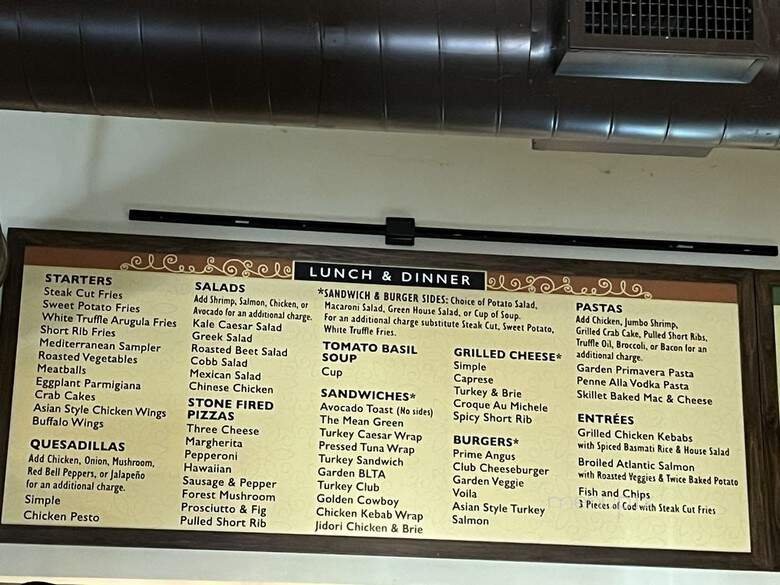 LUNCH & DINNER
STARTERS
Steak Cut Fries
Sweet Potato Fries
White Truffle Arugula Fries
Short Rib Fries
Mediterranean Sampler
Roasted Vegetables
Meatballs
Eggplant Parmigiana
Crab Cakes
Asian Style Chicken Wings
Buffalo Wings
QUESADILLAS
Add Chicken, Onion, Mushroom,
Red Bell Peppers, or Jalapeño
for an additional charge.
Simple
Chicken Pesto
SALADS
Add Shrimp, Salmon, Chicken, or
Avocado for an additional charge.
Kale Caesar Salad
Greek Salad
Roasted Beet Salad
Cobb Salad
Mexican Salad
Chinese Chicken
STONE FIRED
PIZZAS
Three Cheese
Margherita
Pepperoni
Hawaiian
Sausage & Pepper
Forest Mushroom
Prosciutto & Fig
Pulled Short Rib
*SANDWICH & BURGER SIDES: Choice of Potato Salad,
Macaroni Salad, Green House Salad, or Cup of Soup.
For an additional charge substitute Steak Cut, Sweet Potato,
White Truffle Fries.
TOMATO BASIL
SOUP
Cup
SANDWICHES*
Avocado Toast (No sides)
The Mean Green
Turkey Caesar Wrap
Pressed Tuna Wrap
Turkey Sandwich
Garden BLTA
Turkey Club
Golden Cowboy
Chicken Kebab Wrap
Jidori Chicken & Brie
GRILLED CHEESE*
Simple
Caprese
Turkey & Brie
Croque Au Michele
Spicy Short Rib
BURGERS*
Prime Angus
Club Cheeseburger
Garden Veggie
Voila
Asian Style Turkey
Salmon
PASTAS
Add Chicken, Jumbo Shrimp,
Grilled Crab Cake, Pulled Short Ribs,
Truffle Oil, Broccoli, or Bacon for an
additional charge.
Garden Primavera Pasta
Penne Alla Vodka Pasta
Skillet Baked Mac & Cheese
ENTRÉES
Grilled Chicken Kebabs
with Spiced Basmati Rice & House Salad
Broiled Atlantic Salmon
with Roasted Veggies & Twice Baked Potato
Fish and Chips
3 Pieces of Cod with Steak Cut Fries